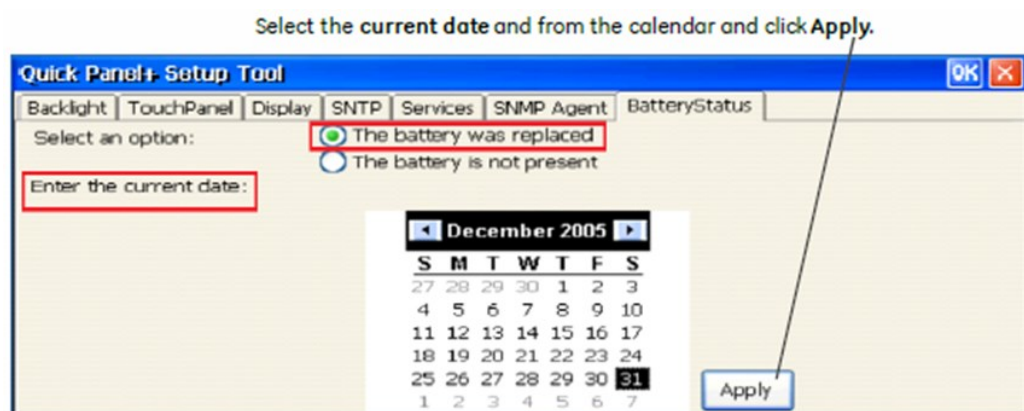 Select the current date and from the calendar and click Apply.
Quick Panel+ Setup Tool OK
Backlight TouchPanel Display SNTP Services SNMP Agent BatteryStatus
Select an option: The battery was replaced
The battery is not present
Enter the current date:
December 2005
S M T W T F S
27 28 29 30 1 2 3
4 5 6 7 8 9 10
11 12 13 14 15 16 17
18 19 20 21 22 23 24
25 26 27 28 29 30 31
1 2 3 4 5 6 7
Apply